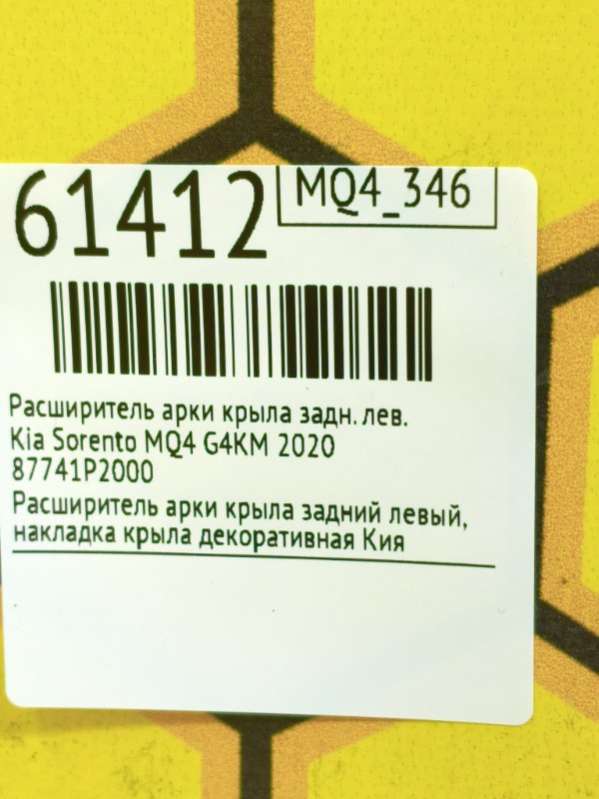 61412
MQ4_346
Расширитель арки крыла задн. лев.
Kia Sorento MQ4 G4KM 2020
87741P2000
Расширитель арки крыла задний левый,
накладка крыла декоративная Кия